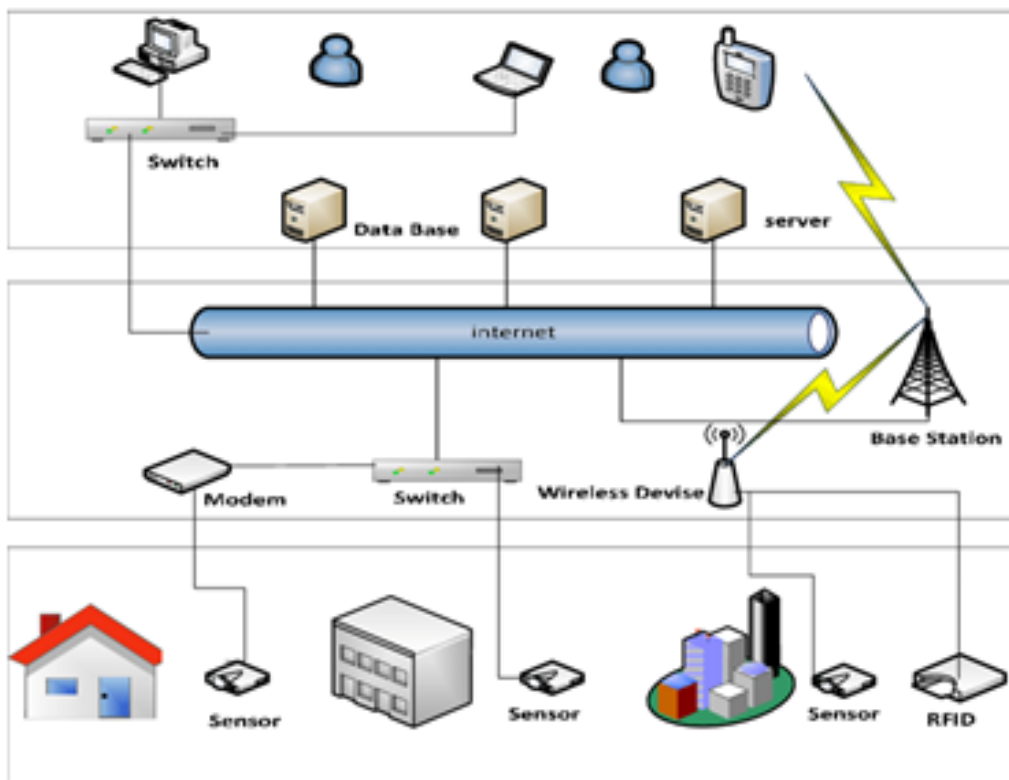 Switch
Data Base
server
internet
Base Station
Modem
Switch
Wireless Devise
Sensor
Sensor
Sensor
RFID